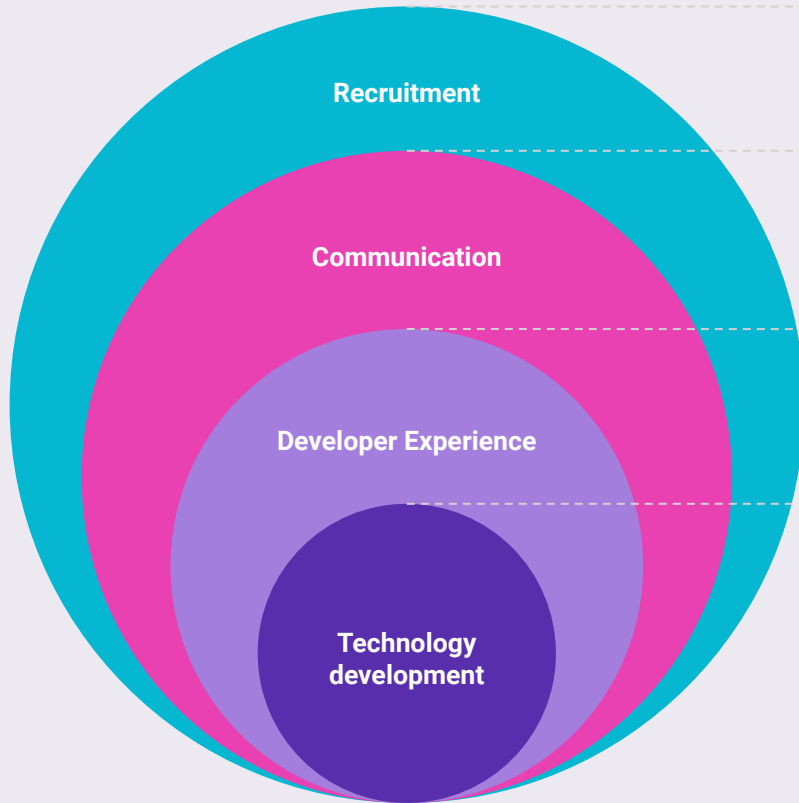 Recruitment
Communication
Developer Experience
Technology
development